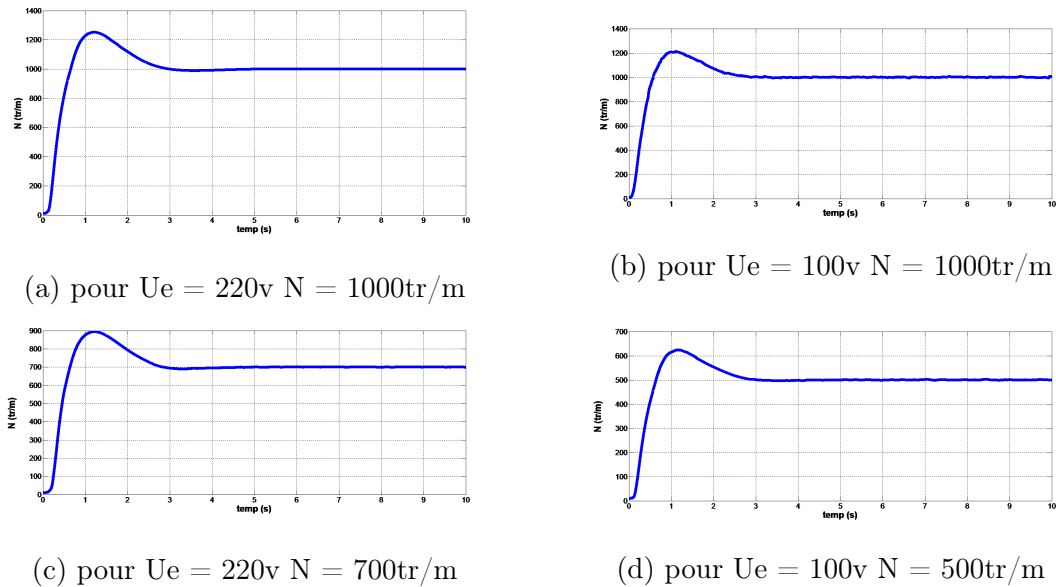 1400
1200
1000
800
600
400
200
0
N (tr/m)
0 1 2 3 4 5 6 7 8 9 10
temp (s)
(a) pour Ue = 220v N = 1000tr/m
1400
1200
1000
800
600
400
200
0
N (tr/m)
0 1 2 3 4 5 6 7 8 9 10
temp (s)
(b) pour Ue = 100v N = 1000tr/m
900
800
700
600
500
400
300
200
100
0
N (tr/m)
0 1 2 3 4 5 6 7 8 9 10
temp (s)
(c) pour Ue = 220v N = 700tr/m
700
600
500
400
300
200
100
0
N (tr/m)
0 1 2 3 4 5 6 7 8 9 10
temp (s)
(d) pour Ue = 100v N = 500tr/m